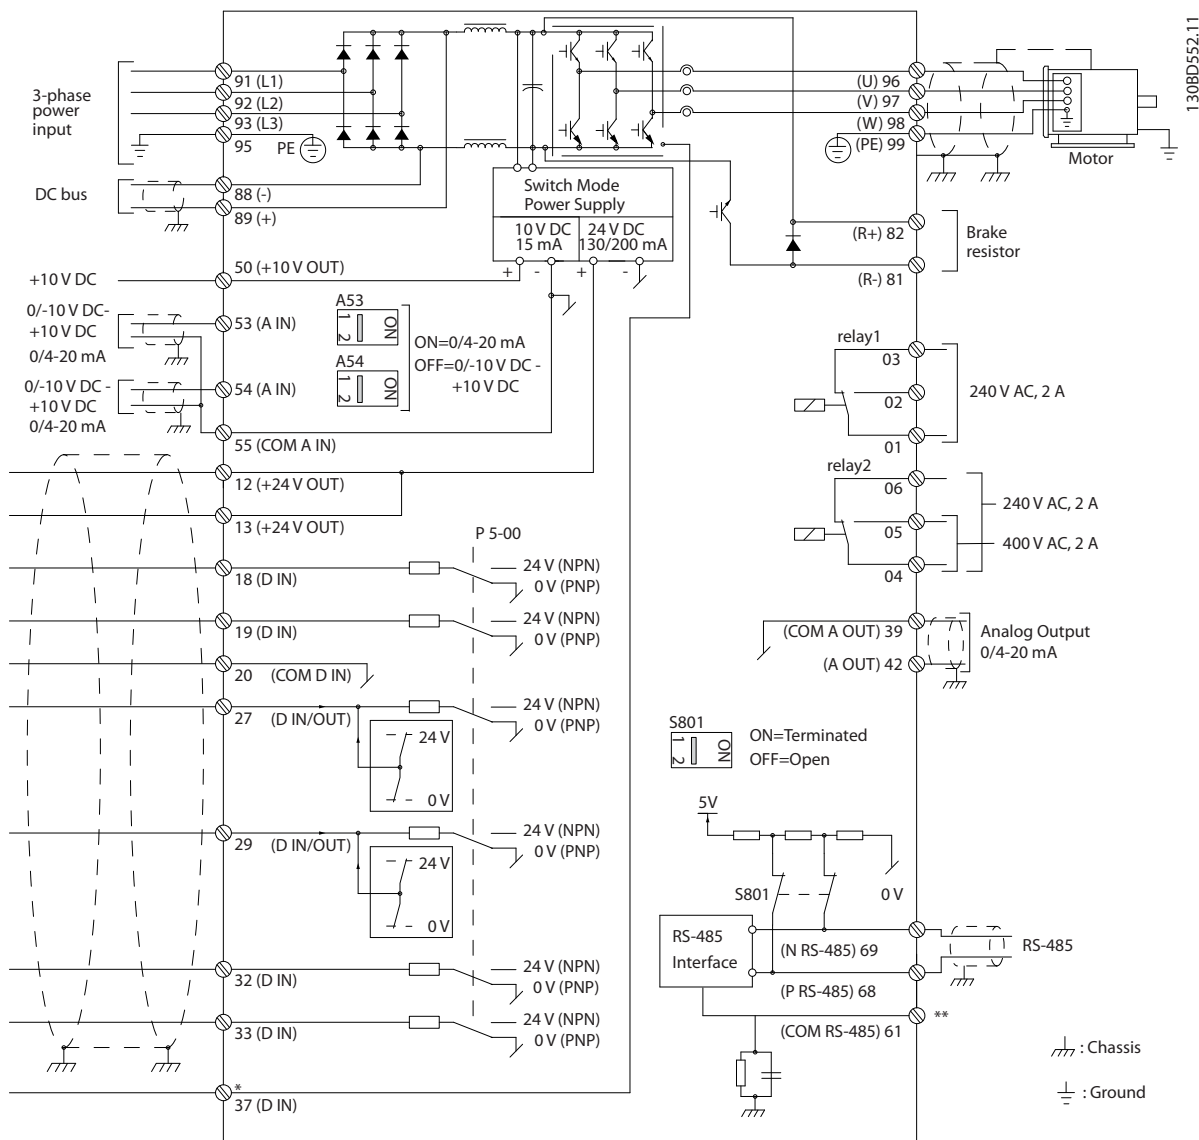 130BD552.11
3-phase
power
input
91 (L1)
92 (L2)
93 (L3)
95
PE
(U) 96
(V) 97
(W) 98
(PE) 99
Motor
DC bus
88 (-)
89 (+)
Switch Mode
Power Supply
10 V DC
15 mA
24 V DC
130/200 mA
+
-
+
-
(R+) 82
(R-) 81
Brake
resistor
+10 V DC
50 (+10 V OUT)
0/-10 V DC-
+10 V DC
0/4-20 mA
53 (A IN)
0/-10 V DC -
+10 V DC
0/4-20 mA
54 (A IN)
55 (COM A IN)
A53
1
2
ON
A54
1
2
ON
ON=0/4-20 mA
OFF=0/-10 V DC -
+10 V DC
relay1
03
02
01
240 V AC, 2 A
relay2
06
05
04
240 V AC, 2 A
400 V AC, 2 A
12 (+24 V OUT)
13 (+24 V OUT)
P 5-00
18 (D IN)
24 V (NPN)
0 V (PNP)
19 (D IN)
24 V (NPN)
0 V (PNP)
20 (COM D IN)
27 (D IN/OUT)
24 V (NPN)
0 V (PNP)
24 V
0 V
29 (D IN/OUT)
24 V (NPN)
0 V (PNP)
24 V
0 V
32 (D IN)
24 V (NPN)
0 V (PNP)
33 (D IN)
24 V (NPN)
0 V (PNP)
*
37 (D IN)
(COM A OUT) 39
(A OUT) 42
Analog Output
0/4-20 mA
S801
1
2
ON
ON=Terminated
OFF=Open
5V
S801
0 V
RS-485
Interface
(N RS-485) 69
(P RS-485) 68
(COM RS-485) 61
RS-485
**
: Chassis
: Ground